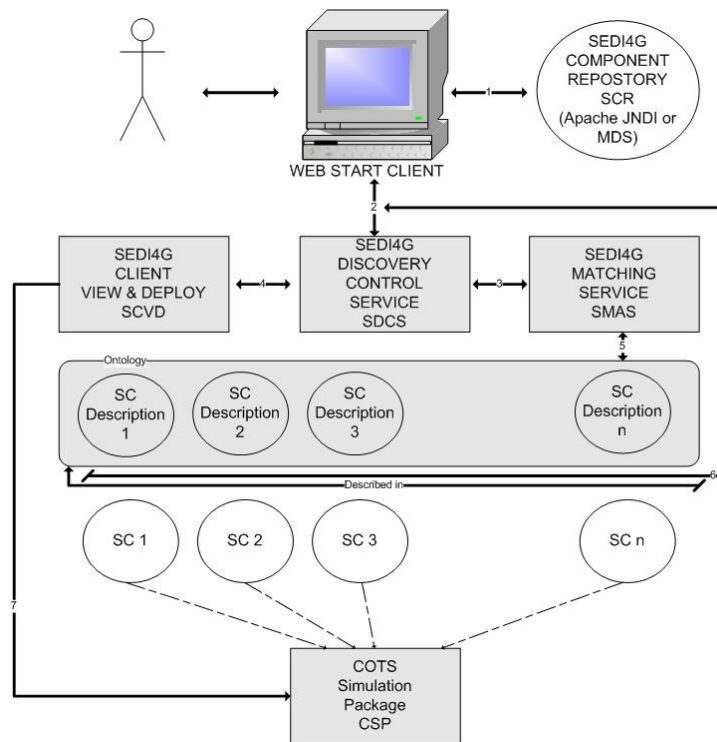 SEDI4G
COMPONENT
REPOSTORY
SCR
(Apache JNDI or
MDS)
1
WEB START CLIENT
2
SEDI4G
CLIENT
VIEW & DEPLOY
SCVD
4
SEDI4G
DISCOVERY
CONTROL
SERVICE
SDCS
3
SEDI4G
MATCHING
SERVICE
SMAS
5
Ontology
SC
Description
1
SC
Description
2
SC
Description
3
SC
Description
n
6
Described in
SC 1
SC 2
SC 3
SC n
7
COTS
Simulation
Package
CSP